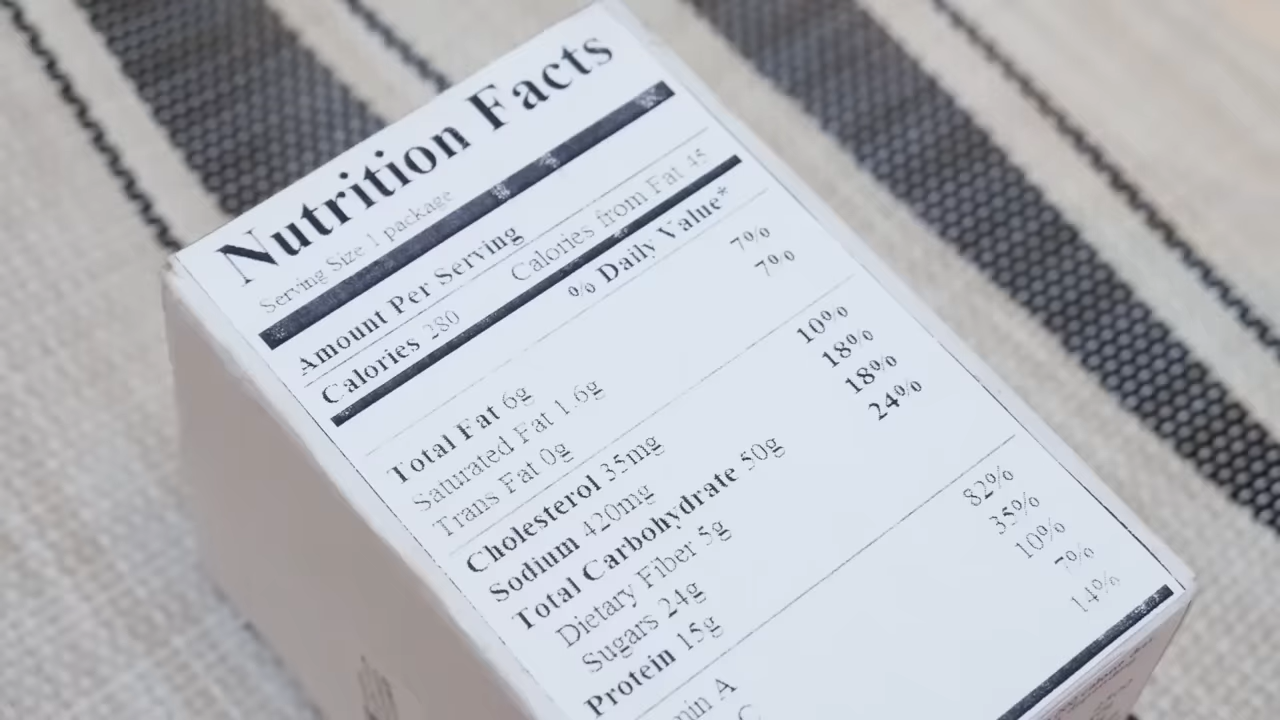 Nutrition Facts
Serving Size 1 package
Amount Per Serving
Calories 280 Calories from Fat 45
% Daily Value*
Total Fat 6g 7%
Saturated Fat 1.6g 7%
Trans Fat 0g
Cholesterol 35mg 10%
Sodium 420mg 18%
Total Carbohydrate 50g 18%
Dietary Fiber 5g 24%
Sugars 24g
Protein 15g
82%
35%
10%
7%
14%